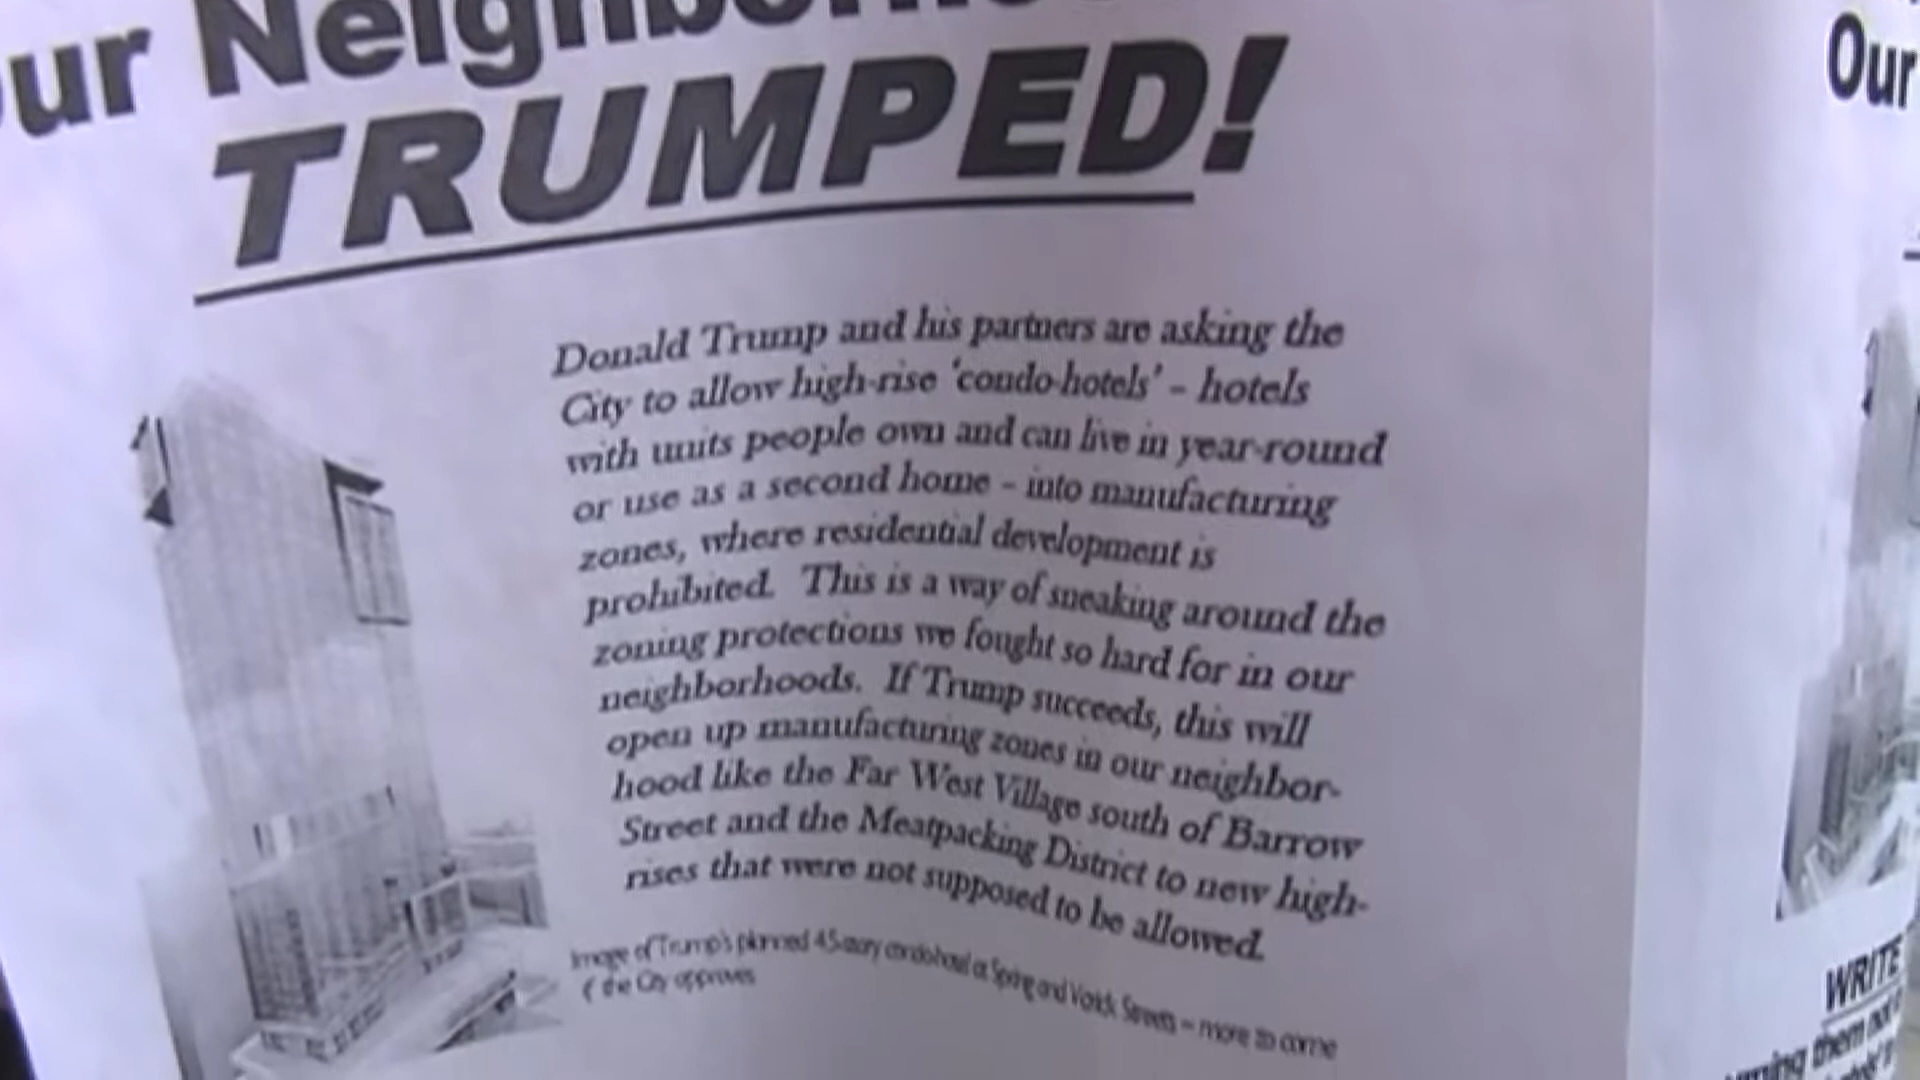 our Neighborhood
TRUMPED!
Donald Trump and his partners are asking the
City to allow high-rise 'condo-hotels' – hotels
with units people own and can live in year-round
or use as a second home – into manufacturing
zones, where residential development is
prohibited. This is a way of sneaking around the
zoning protections we fought so hard for in our
neighborhoods. If Trump succeeds, this will
open up manufacturing zones in our neighbor-
hood like the Far West Village south of Barrow
Street and the Meatpacking District to new high-
rises that were not supposed to be allowed.
Image of Trump's planned 45-story condo-hotel at Spring and Varick Streets – more to come
if the City approves
Our
WRITE
them not